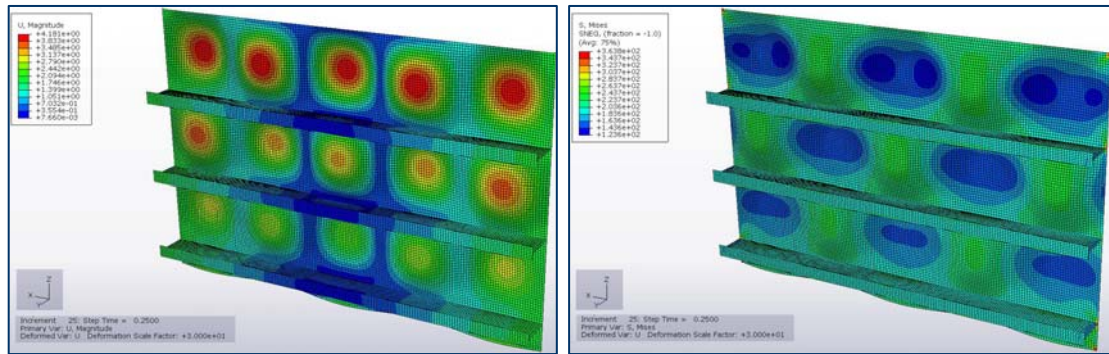 U, Magnitude
+4.181e+00
+3.833e+00
+3.485e+00
+3.137e+00
+2.790e+00
+2.442e+00
+2.094e+00
+1.746e+00
+1.399e+00
+1.051e+00
+7.032e-01
+3.554e-01
+7.660e-03
Z
X
Y
Increment 25: Step Time = 0.2500
Primary Var: U, Magnitude
Deformed Var: U Deformation Scale Factor: +3.000e+01
S, Mises
SNEG, (fraction = -1.0)
(Avg: 75%)
+3.638e+02
+3.437e+02
+3.237e+02
+3.037e+02
+2.837e+02
+2.637e+02
+2.437e+02
+2.237e+02
+2.036e+02
+1.836e+02
+1.636e+02
+1.436e+02
+1.236e+02
Z
X
Y
Increment 25: Step Time = 0.2500
Primary Var: S, Mises
Deformed Var: U Deformation Scale Factor: +3.000e+01